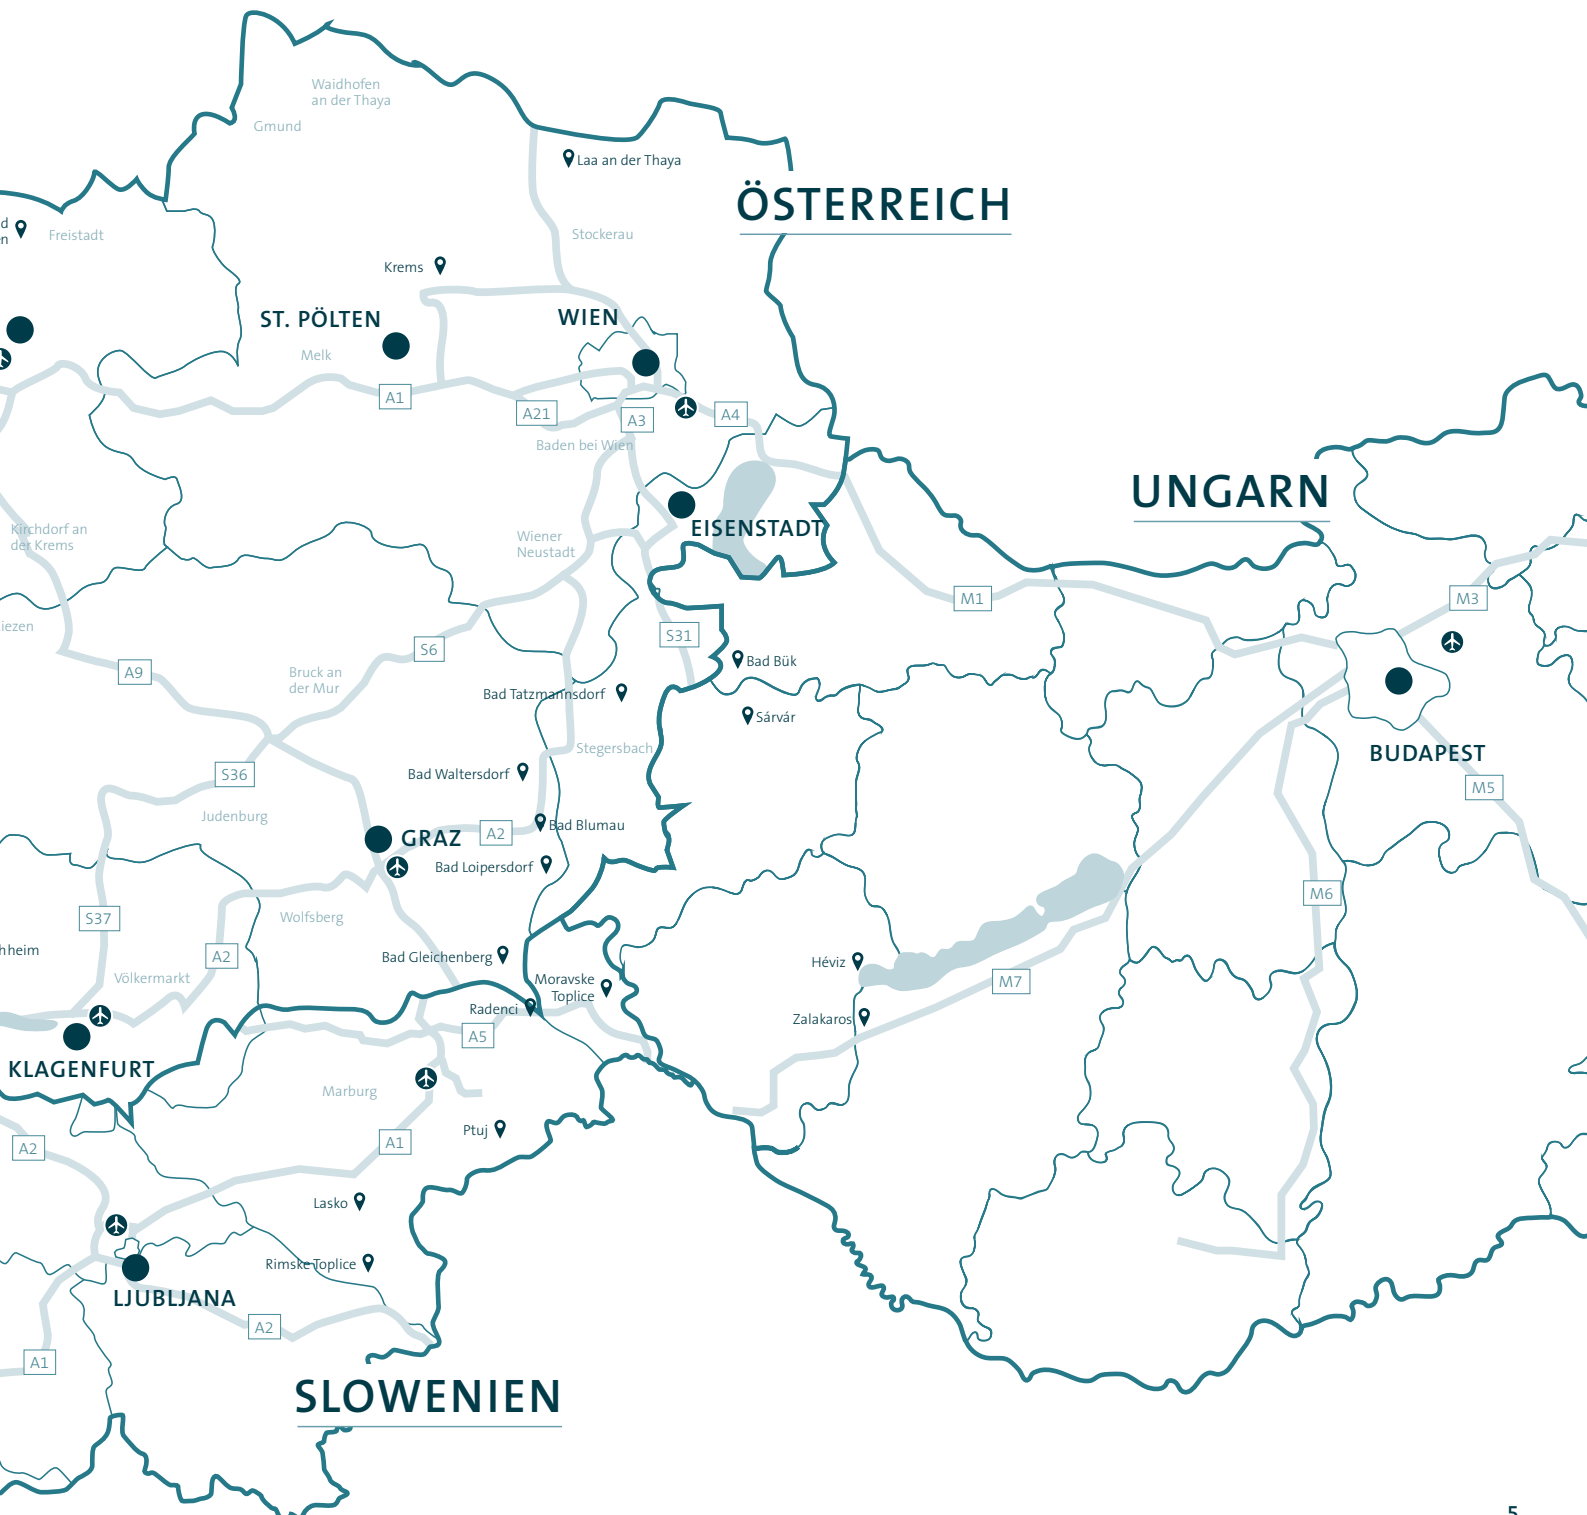 Waidhofen
an der Thaya
Gmund
Laa an der Thaya
ÖSTERREICH
Freistadt
Stockerau
Krems
ST. PÖLTEN
WIEN
Melk
A1
A21
A3
A4
Baden bei Wien
UNGARN
EISENSTADT
Kirchdorf an
der Krems
Wiener
Neustadt
M1
M3
S6
S31
A9
Bad Bük
Bruck an
der Mur
Bad Tatzmannsdorf
Sárvár
Stegersbach
BUDAPEST
Bad Waltersdorf
S36
M5
Judenburg
Bad Blumau
GRAZ
A2
Bad Loipersdorf
M6
S37
Wolfsberg
A2
Bad Gleichenberg
Héviz
Völkermarkt
Moravske
Toplice
M7
Radenci
Zalakaros
A5
KLAGENFURT
Marburg
Ptuj
A1
A2
Lasko
Rimske Toplice
LJUBLJANA
A2
A1
SLOWENIEN